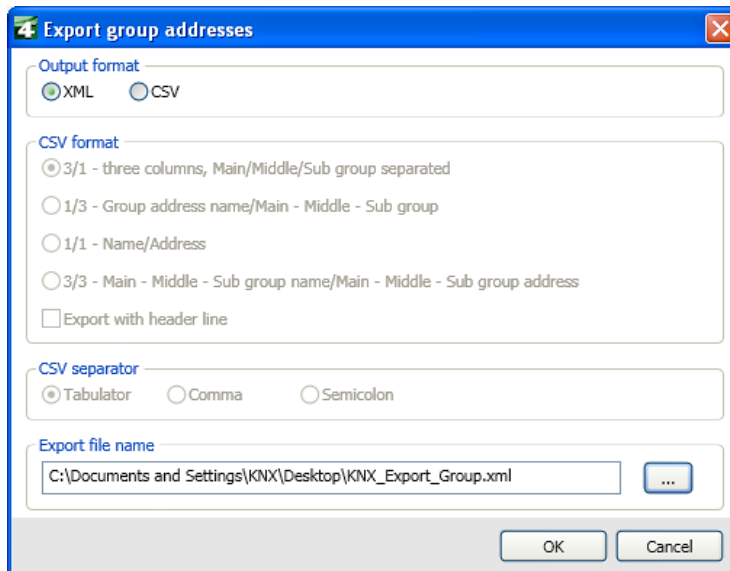 4 Export group addresses
Output format
XML CSV
CSV format
3/1 - three columns, Main/Middle/Sub group separated
1/3 - Group address name/Main - Middle - Sub group
1/1 - Name/Address
3/3 - Main - Middle - Sub group name/Main - Middle - Sub group address
Export with header line
CSV separator
Tabulator Comma Semicolon
Export file name
C:\Documents and Settings\KNX\Desktop\KNX_Export_Group.xml ...
OK Cancel